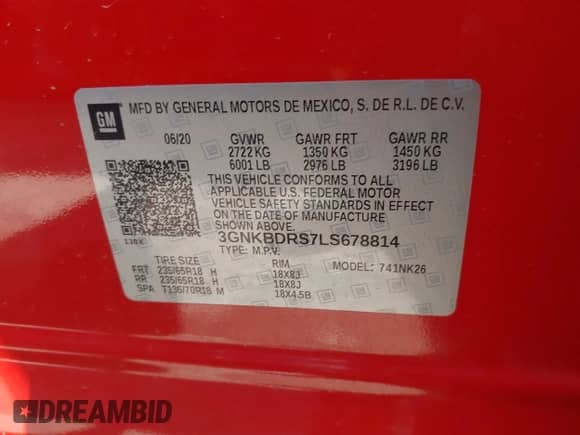 GM
MFD BY GENERAL MOTORS DE MEXICO, S. DE R.L. DE C.V.
06/20 GVWR GAWR FRT GAWR RR
2722 KG 1350 KG 1450 KG
6001 LB 2976 LB 3196 LB
THIS VEHICLE CONFORMS TO ALL
APPLICABLE U.S. FEDERAL MOTOR
VEHICLE SAFETY STANDARDS IN EFFECT
ON THE DATE OF MANUFACTURE
SHOWN ABOVE.
3GNKBDRS7LS678814
TYPE: M.P.V.
TIRE SIZE RIM MODEL: 741NK26
FRT 235/65R18 H 18X8J
RR 235/65R18 H 18X8J
SPA T135/70R18 M 18X4.5B
DREAMBID